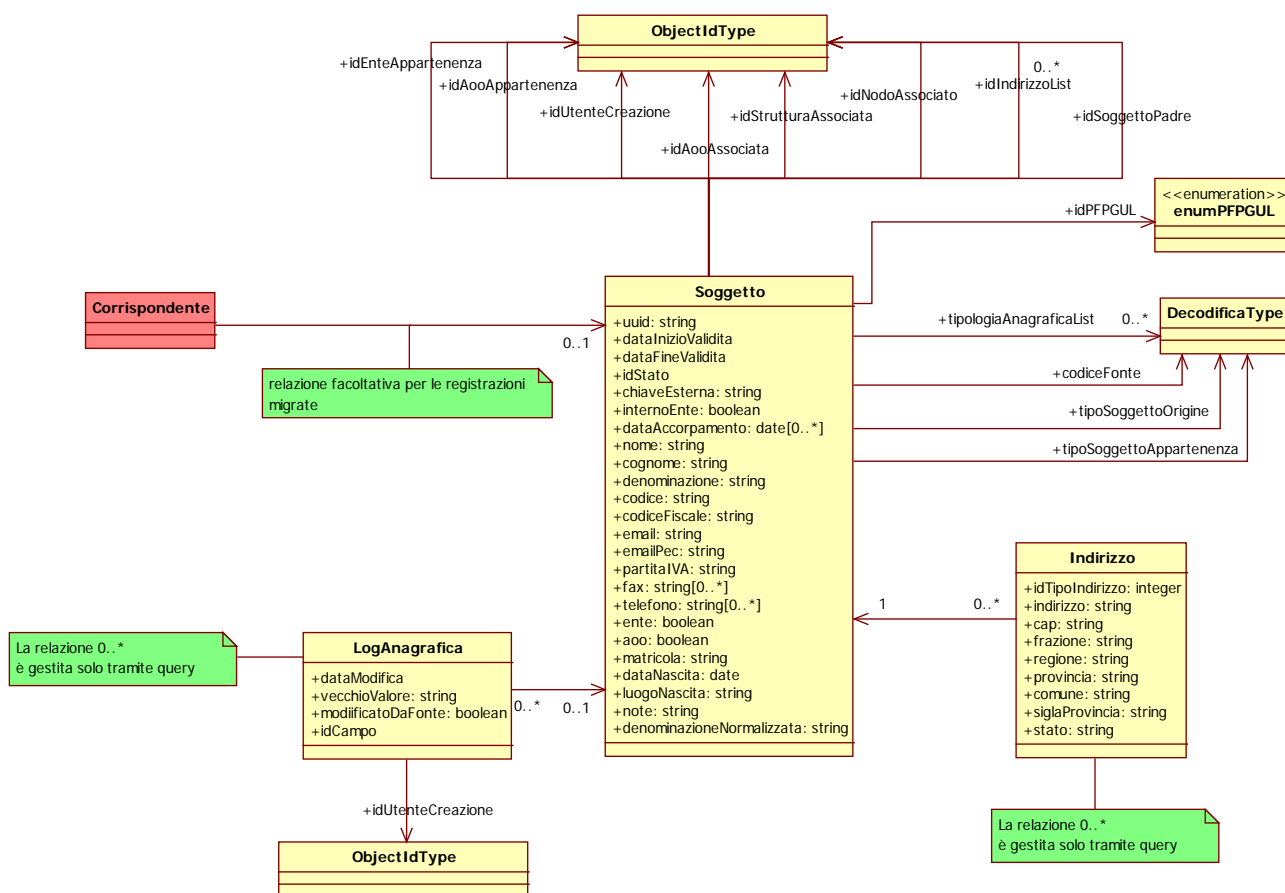 ObjectIdType
+idEnteAppartenenza
+idAooAppartenenza
+idUtenteCreazione
+idAooAssociata
+idStrutturaAssociata
+idNodoAssociato
0..*
+idIndirizzoList
+idSoggettoPadre
<<enumeration>>
enumPFPGUL
+idPFPGUL
Corrispondente
0..1
relazione facoltativa per le registrazioni
migrate
Soggetto
+uuid: string
+dataInizioValidita
+dataFineValidita
+idStato
+chiaveEsterna: string
+internoEnte: boolean
+dataAccorpamento: date[0..*]
+nome: string
+cognome: string
+denominazione: string
+codice: string
+codiceFiscale: string
+email: string
+emailPec: string
+partitaIVA: string
+fax: string[0..*]
+telefono: string[0..*]
+ente: boolean
+aoo: boolean
+matricola: string
+dataNascita: date
+luogoNascita: string
+note: string
+denominazioneNormalizzata: string
+tipologiaAnagraficaList
0..*
DecodificaType
+codiceFonte
+tipoSoggettoOrigine
+tipoSoggettoAppartenenza
Indirizzo
+idTipoIndirizzo: integer
+indirizzo: string
+cap: string
+frazione: string
+regione: string
+provincia: string
+comune: string
+siglaProvincia: string
+stato: string
1
0..*
La relazione 0..*
è gestita solo tramite query
La relazione 0..*
è gestita solo tramite query
LogAnagrafica
+dataModifica
+vecchioValore: string
+modiificatoDaFonte: boolean
+idCampo
0..*
0..1
+idUtenteCreazione
ObjectIdType